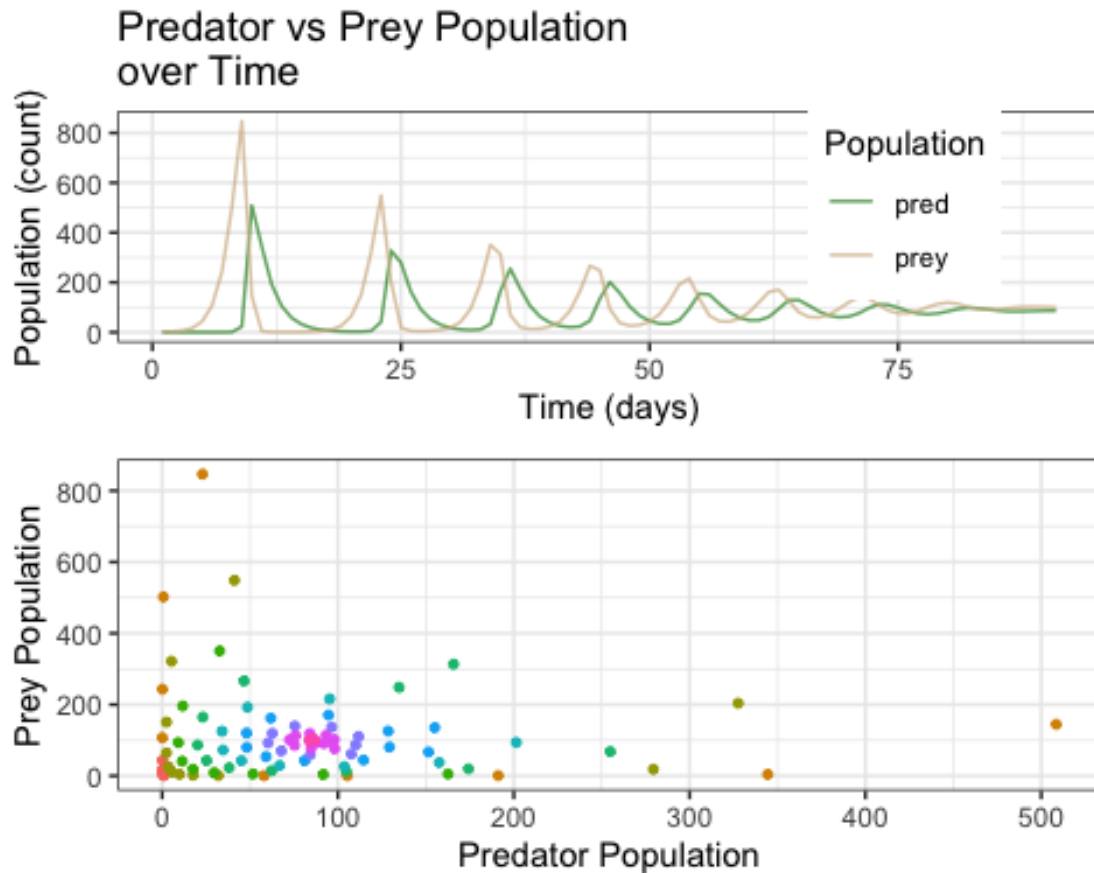 Predator vs Prey Population
over Time
Population (count)
800
600
400
200
0
Population
pred
prey
0 25 50 75
Time (days)
Prey Population
800
600
400
200
0
0 100 200 300 400 500
Predator Population